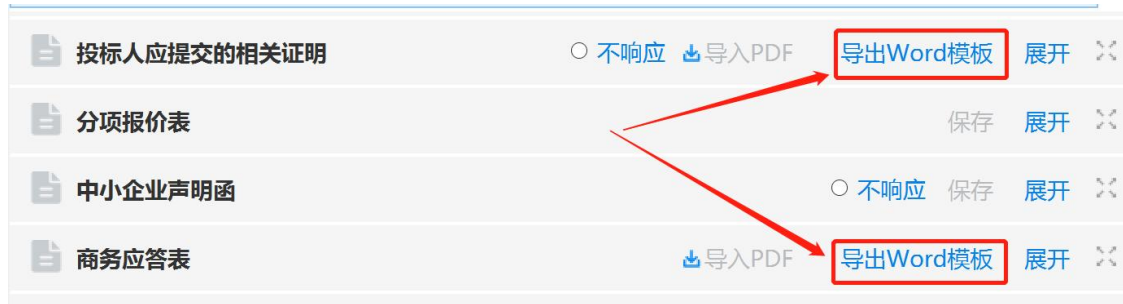 投标人应提交的相关证明 不响应 导入PDF 导出Word模板 展开
分项报价表 保存 展开
中小企业声明函 不响应 保存 展开
商务应答表 导入PDF 导出Word模板 展开